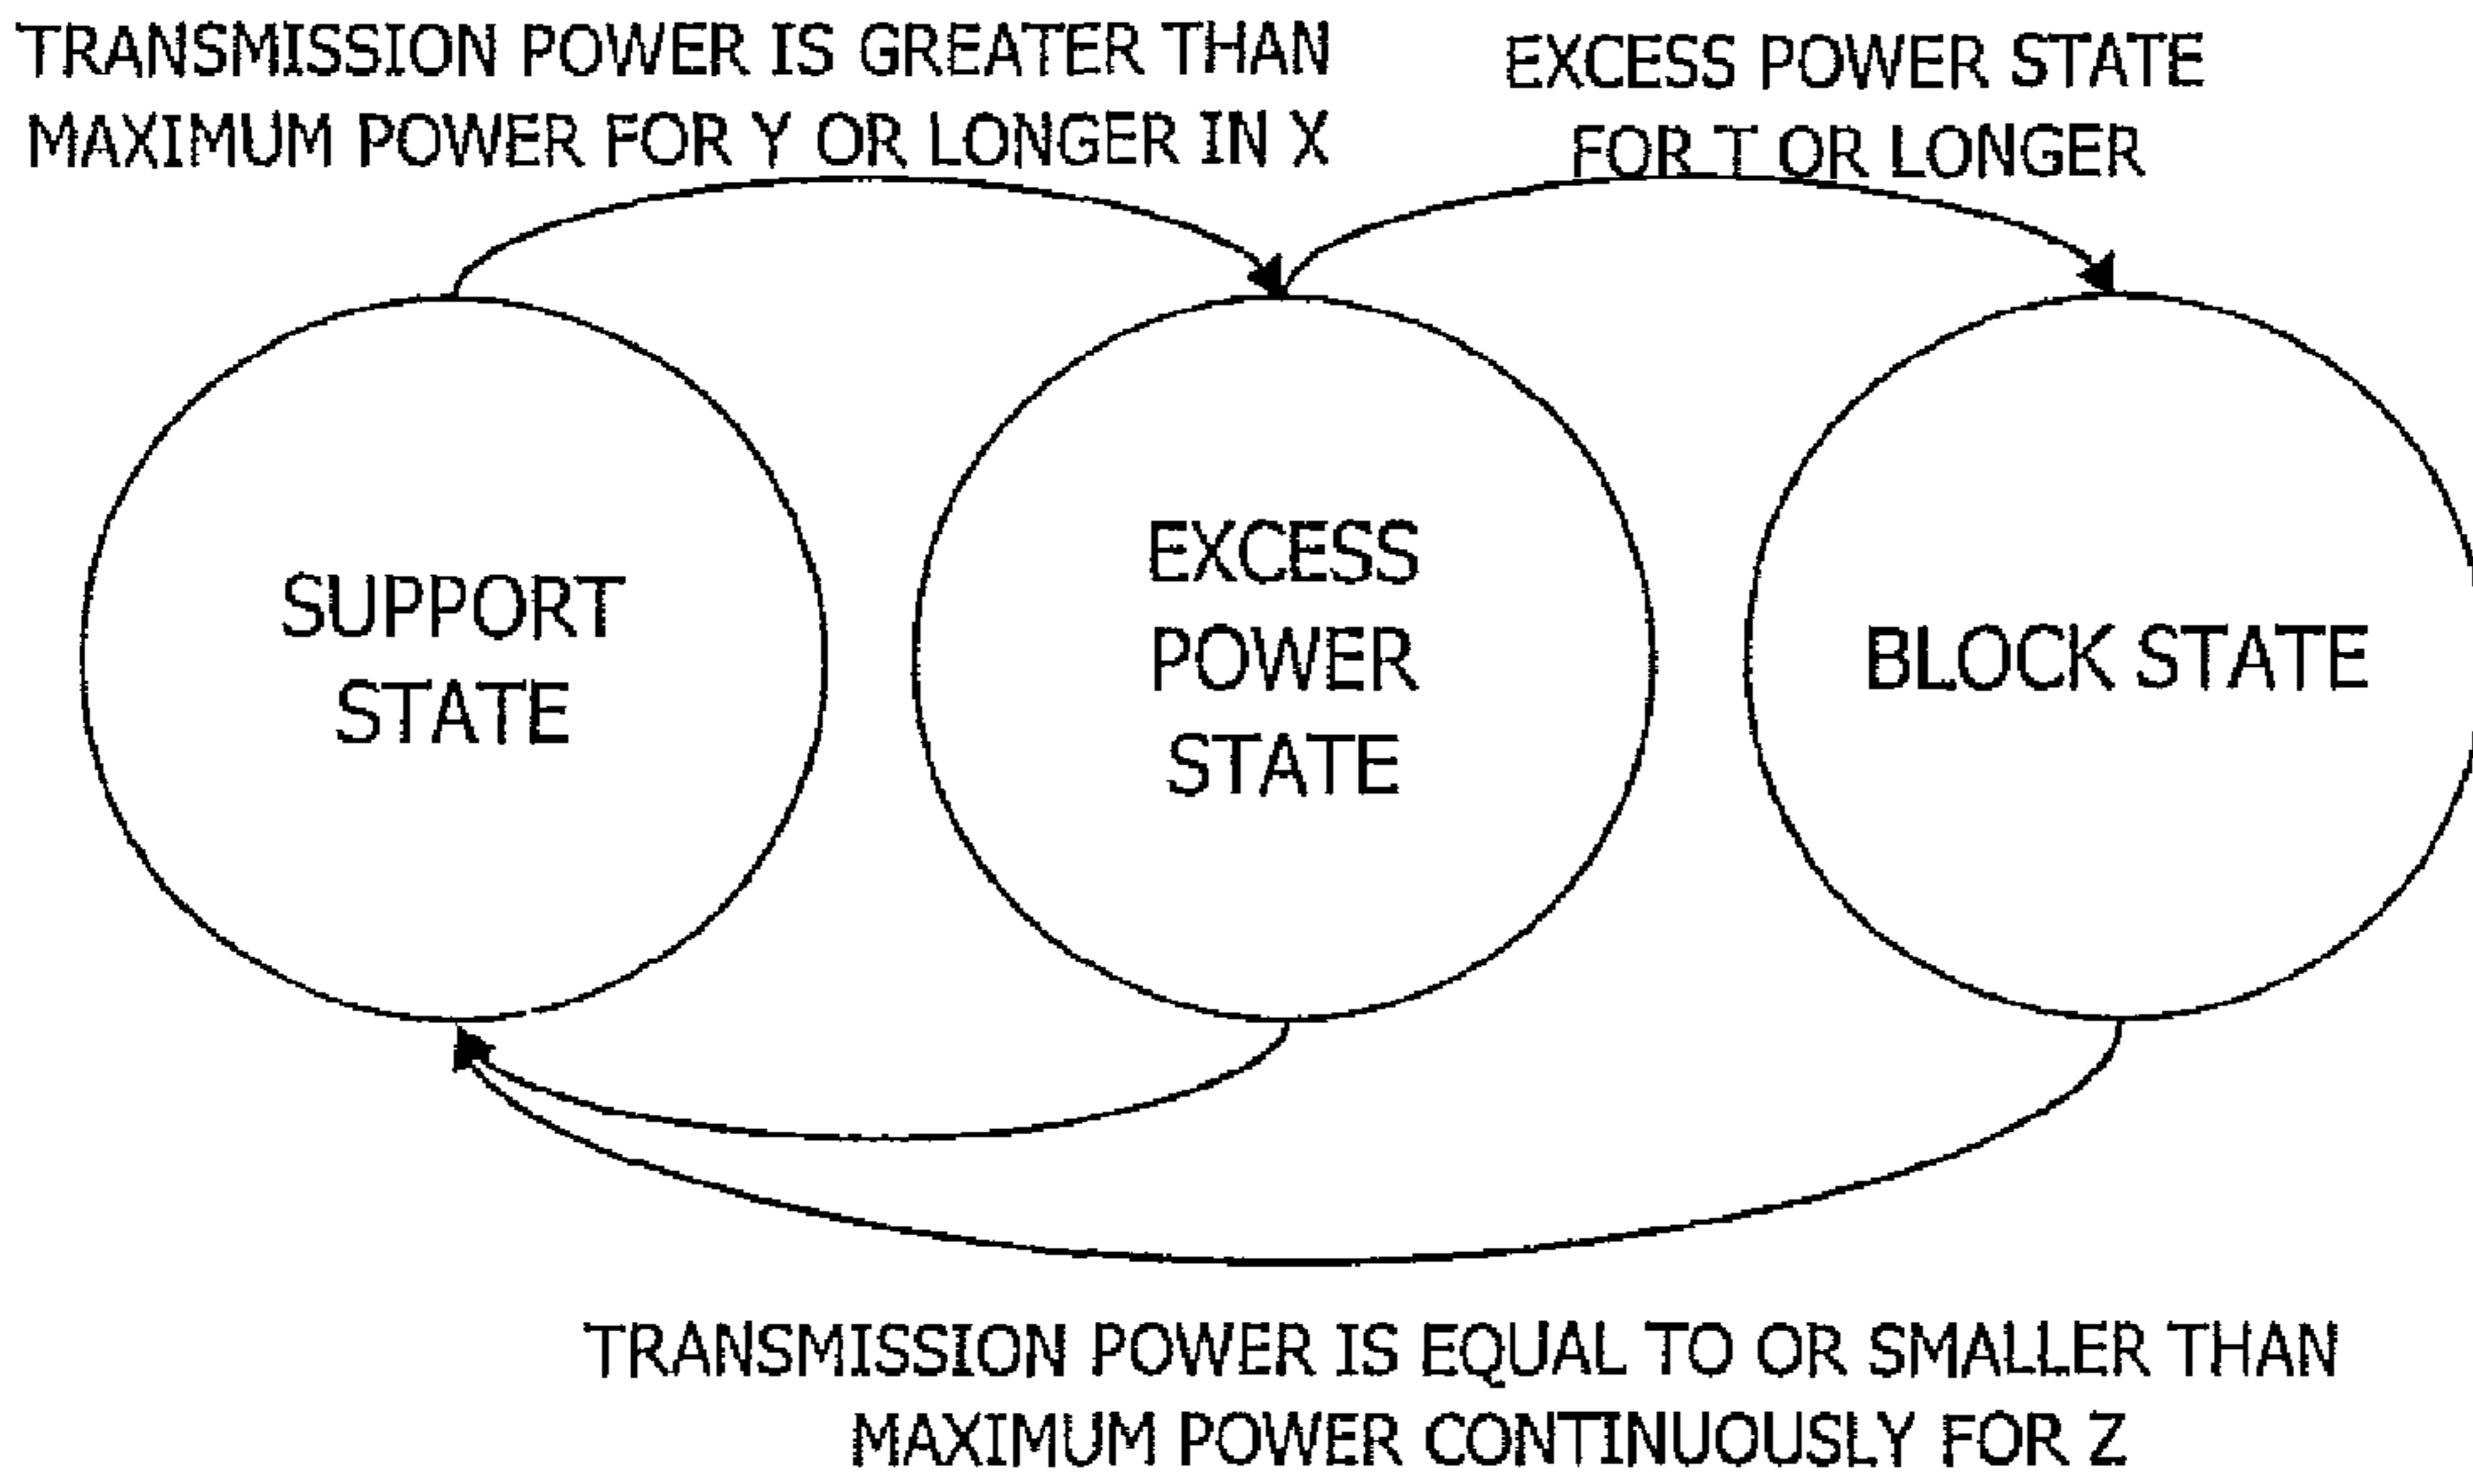 TRANSMISSION POWER IS GREATER THAN
MAXIMUM POWER FOR Y OR LONGER IN X
EXCESS POWER STATE
FOR T OR LONGER
SUPPORT
STATE
EXCESS
POWER
STATE
BLOCK STATE
TRANSMISSION POWER IS EQUAL TO OR SMALLER THAN
MAXIMUM POWER CONTINUOUSLY FOR Z